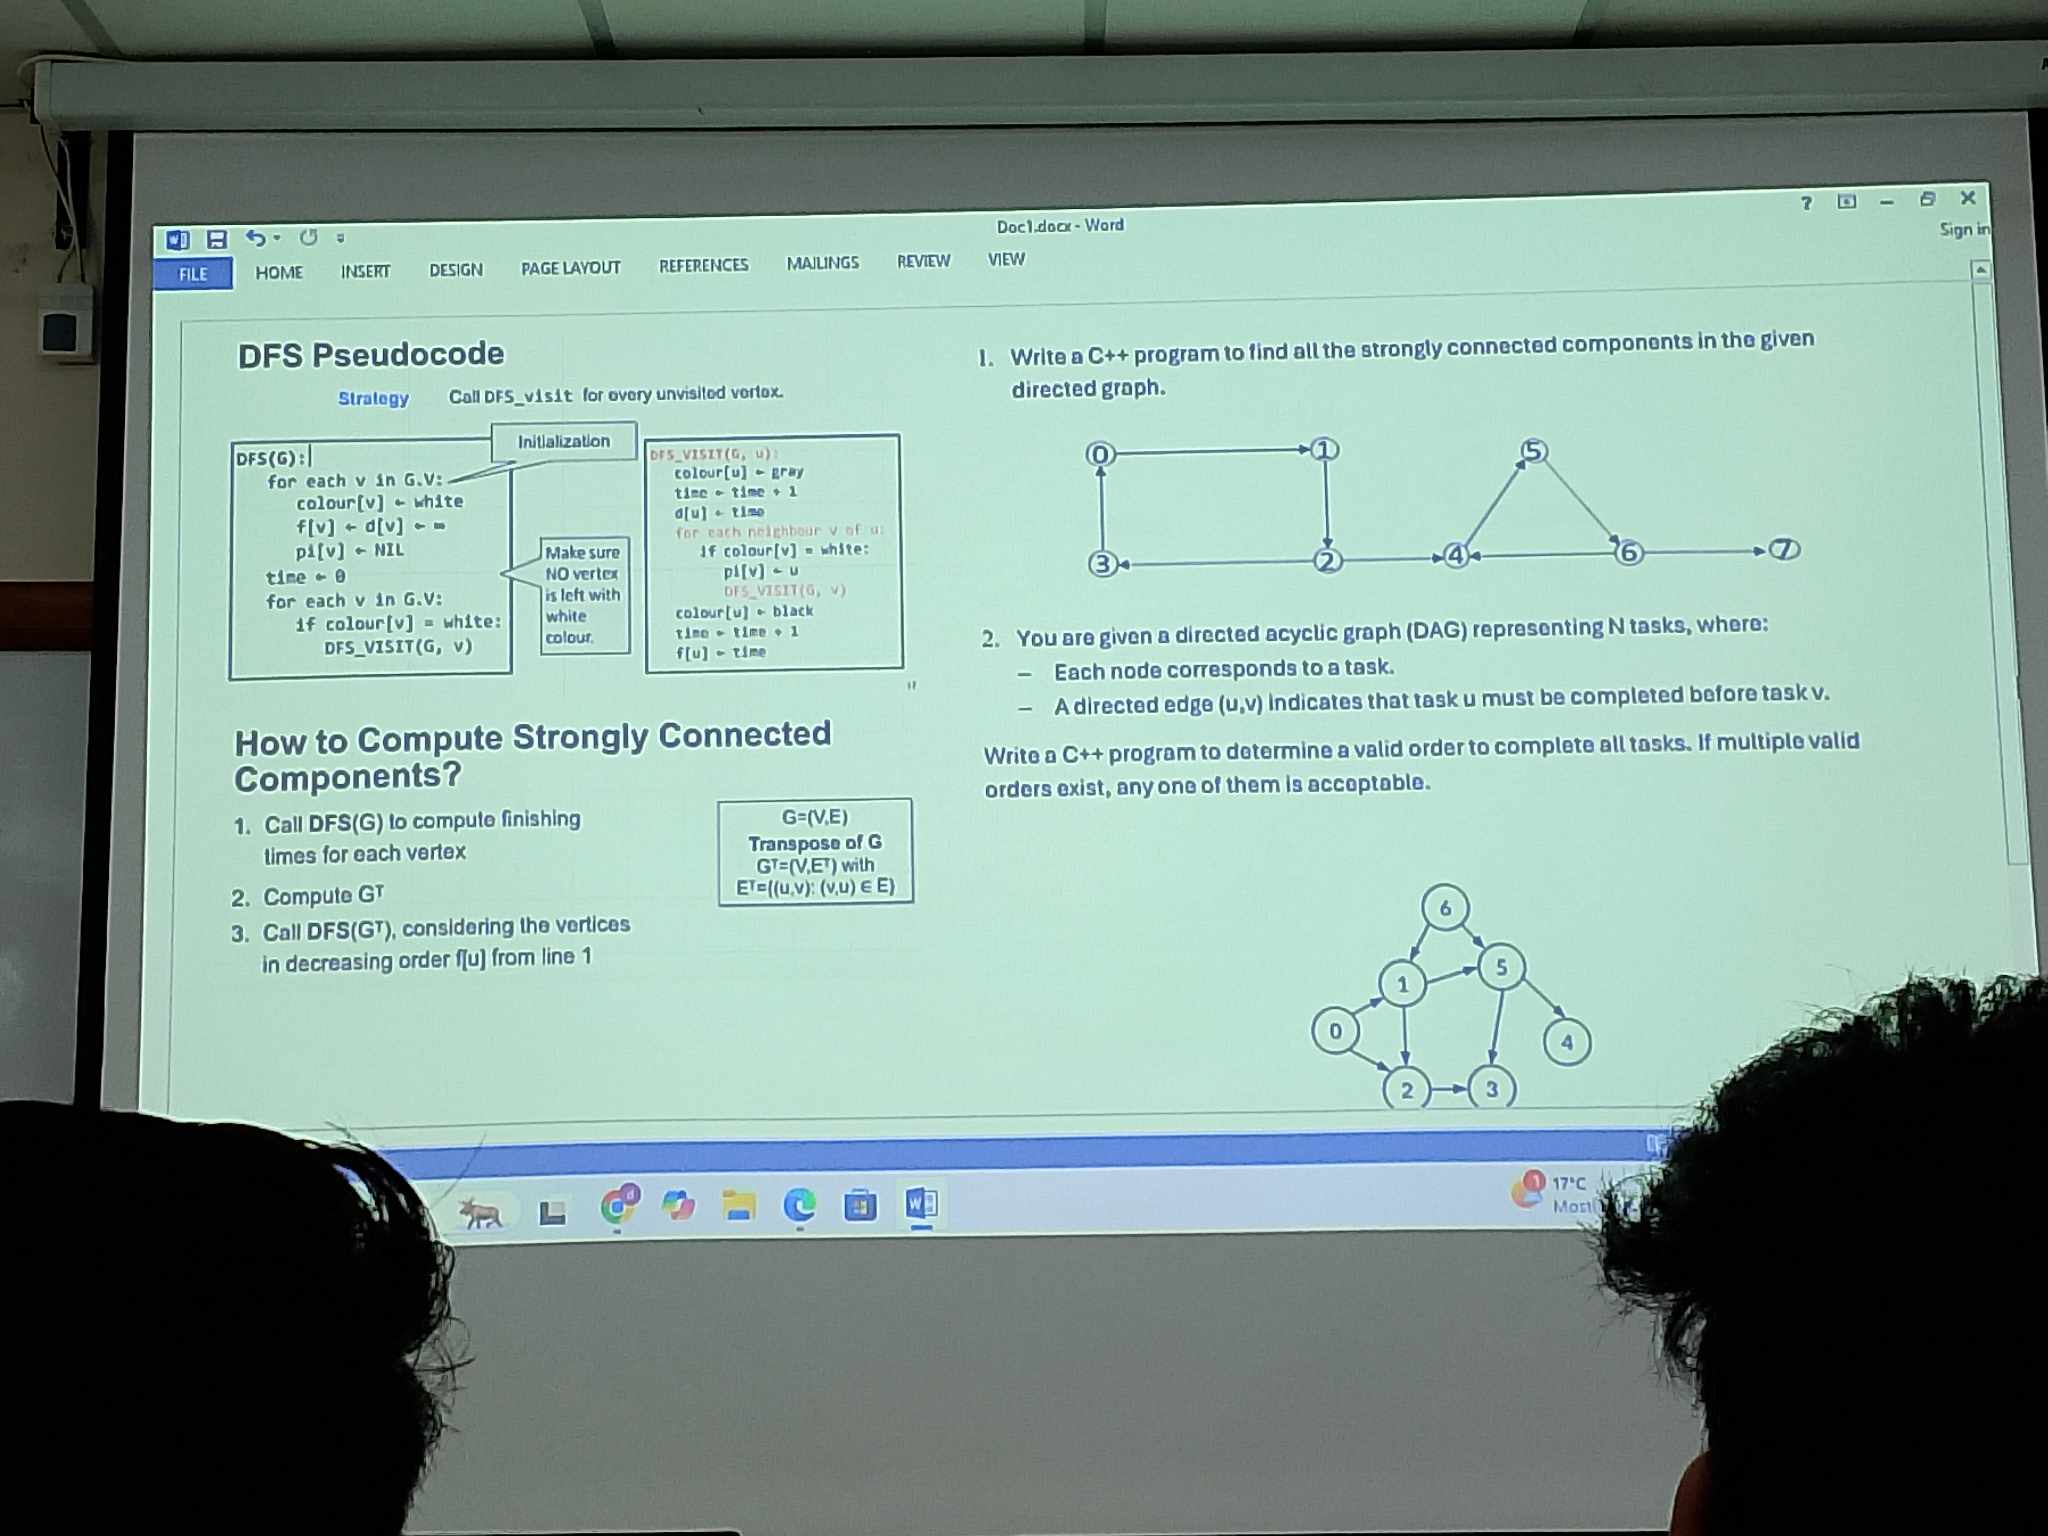 Doc1.docx - Word
? – X
Sign in
FILE HOME INSERT DESIGN PAGE LAYOUT REFERENCES MAILINGS REVIEW VIEW
DFS Pseudocode
Strategy Call DFS_visit for every unvisited vertex.
Initialization
DFS(G):
for each v in G.V:
colour[v] ← white
f[v] ← d[v] ← ∞
pi[v] ← NIL
time ← 0
for each v in G.V:
if colour[v] = white:
DFS_VISIT(G, v)
Make sure
NO vertex
is left with
white
colour.
DFS_VISIT(G, u):
colour[u] ← gray
time ← time + 1
d[u] ← time
for each neighbour v of u:
if colour[v] = white:
pi[v] ← u
DFS_VISIT(G, v)
colour[u] ← black
time ← time + 1
f[u] ← time
How to Compute Strongly Connected
Components?
1. Call DFS(G) to compute finishing
times for each vertex
2. Compute Gᵀ
3. Call DFS(Gᵀ), considering the vertices
in decreasing order f[u] from line 1
G=(V,E)
Transpose of G
Gᵀ=(V,Eᵀ) with
Eᵀ={(u,v): (v,u) ∈ E}
1. Write a C++ program to find all the strongly connected components in the given
directed graph.
0 1 5
3 2 4 6 7
2. You are given a directed acyclic graph (DAG) representing N tasks, where:
– Each node corresponds to a task.
– A directed edge (u,v) indicates that task u must be completed before task v.
Write a C++ program to determine a valid order to complete all tasks. If multiple valid
orders exist, any one of them is acceptable.
6
1 5
0 4
2 3
1
17°C